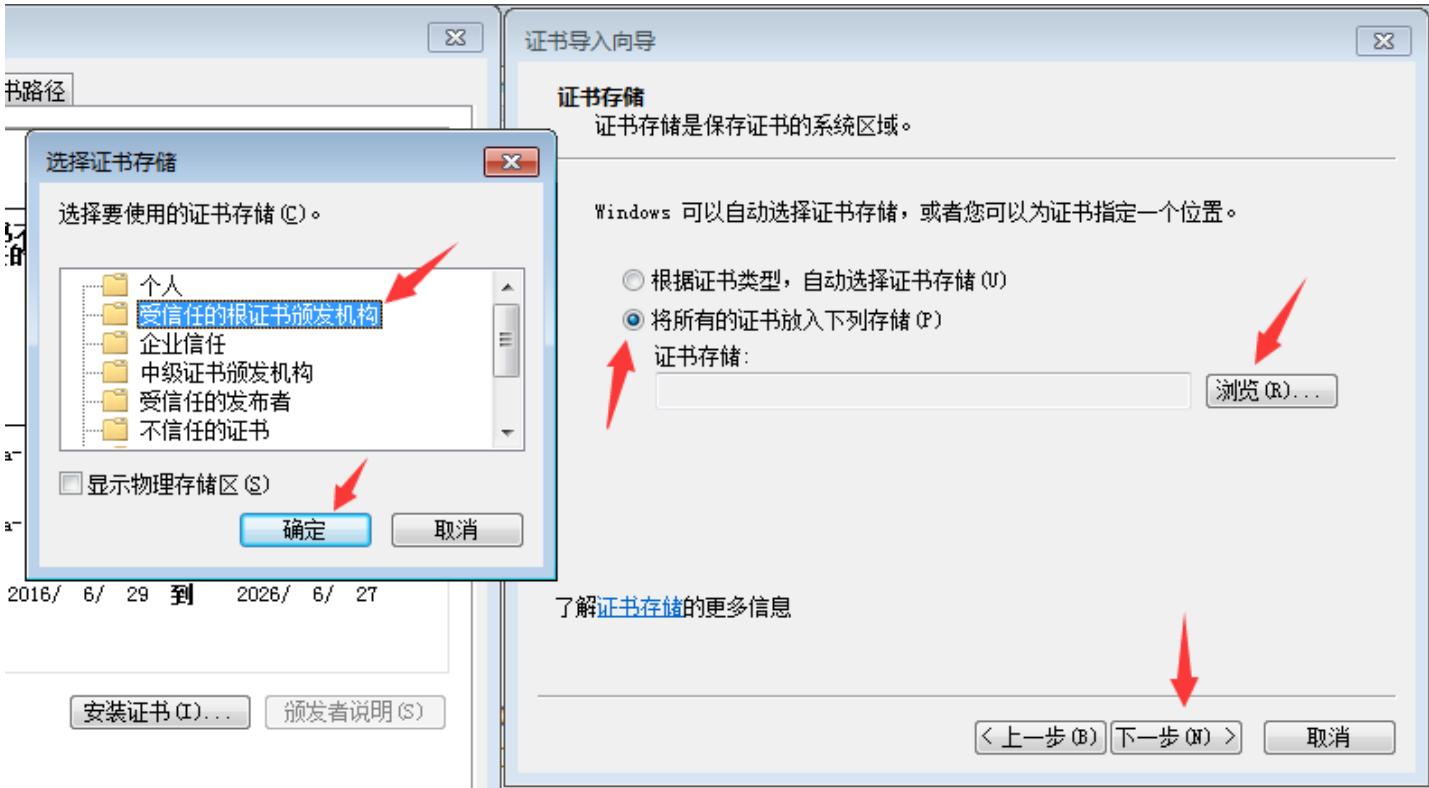 书路径
选择证书存储
选择要使用的证书存储(C)。
个人
受信任的根证书颁发机构
企业信任
中级证书颁发机构
受信任的发布者
不信任的证书
显示物理存储区(S)
确定
取消
2016/ 6/ 29 到 2026/ 6/ 27
安装证书(I)...
颁发者说明(S)
证书导入向导
证书存储
证书存储是保存证书的系统区域。
Windows 可以自动选择证书存储，或者您可以为证书指定一个位置。
根据证书类型，自动选择证书存储(U)
将所有的证书放入下列存储(P)
证书存储:
浏览(R)...
了解证书存储的更多信息
< 上一步(B)
下一步(N) >
取消